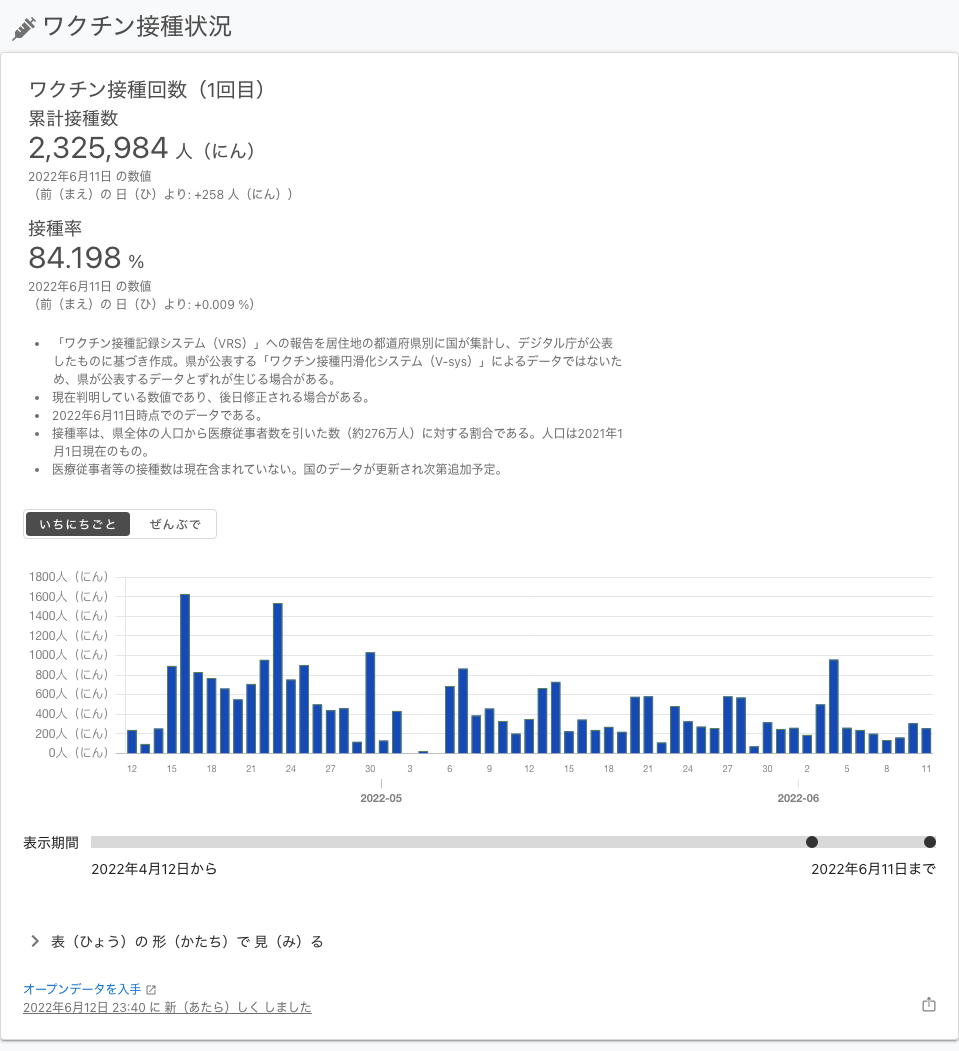 ワクチン接種状況
ワクチン接種回数（1回目）
累計接種数
2,325,984 人（にん）
2022年6月11日 の数値
（前（まえ）の 日（ひ）より: +258 人（にん））
接種率
84.198 %
2022年6月11日 の数値
（前（まえ）の 日（ひ）より: +0.009 %）
• 「ワクチン接種記録システム（VRS）」への報告を居住地の都道府県別に国が集計し、デジタル庁が公表
したものに基づき作成。県が公表する「ワクチン接種円滑化システム（V-sys）」によるデータではないた
め、県が公表するデータとずれが生じる場合がある。
• 現在判明している数値であり、後日修正される場合がある。
• 2022年6月11日時点でのデータである。
• 接種率は、県全体の人口から医療従事者数を引いた数（約276万人）に対する割合である。人口は2021年1
月1日現在のもの。
• 医療従事者等の接種数は現在含まれていない。国のデータが更新され次第追加予定。
いちにちごと ぜんぶで
1800人（にん）
1600人（にん）
1400人（にん）
1200人（にん）
1000人（にん）
800人（にん）
600人（にん）
400人（にん）
200人（にん）
0人（にん）
12 15 18 21 24 27 30 3 6 9 12 15 18 21 24 27 30 2 5 8 11
2022-05 2022-06
表示期間
2022年4月12日から 2022年6月11日まで
表（ひょう）の 形（かたち）で 見（み）る
オープンデータを入手
2022年6月12日 23:40 に 新（あたら）しく しました